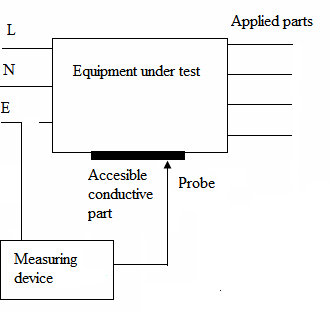 Applied parts
L
N
Equipment under test
E
Accesible
conductive
part
Probe
Measuring
device